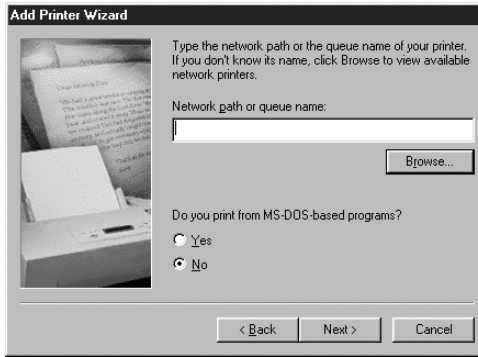 Add Printer Wizard
Type the network path or the queue name of your printer.
If you don't know its name, click Browse to view available
network printers.
Network path or queue name:
Browse...
Do you print from MS-DOS-based programs?
Yes
No
< Back
Next >
Cancel